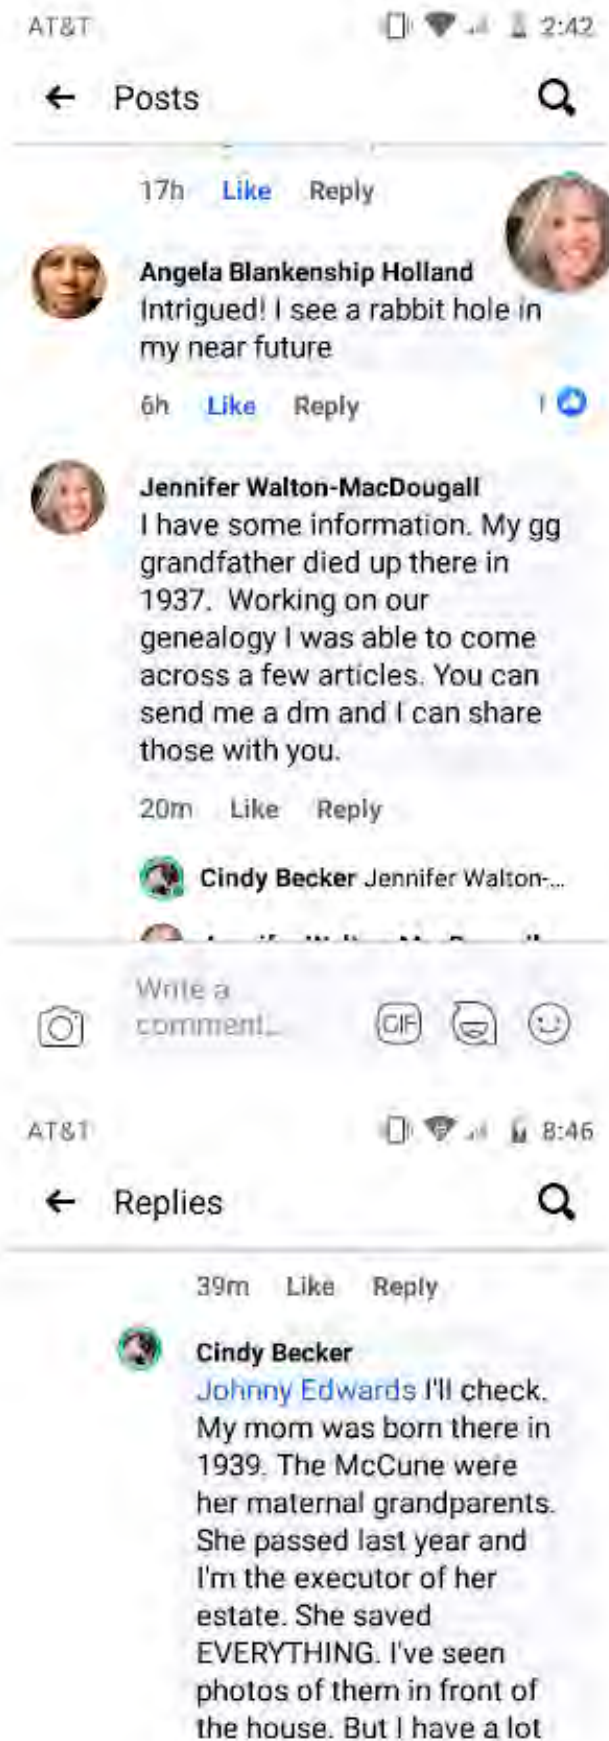 AT&T 2:42
Posts
17h Like Reply
Angela Blankenship Holland
Intrigued! I see a rabbit hole in
my near future
6h Like Reply 1
Jennifer Walton-MacDougall
I have some information. My gg
grandfather died up there in
1937. Working on our
genealogy I was able to come
across a few articles. You can
send me a dm and I can share
those with you.
20m Like Reply
Cindy Becker Jennifer Walton-...
Write a
comment...
GIF
AT&T 8:46
Replies
39m Like Reply
Cindy Becker
Johnny Edwards I'll check.
My mom was born there in
1939. The McCune were
her maternal grandparents.
She passed last year and
I'm the executor of her
estate. She saved
EVERYTHING. I've seen
photos of them in front of
the house. But I have a lot